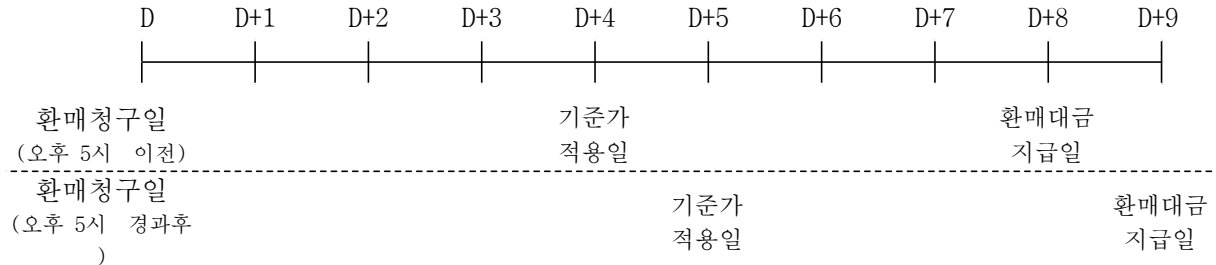 D D+1 D+2 D+3 D+4 D+5 D+6 D+7 D+8 D+9
환매청구일 기준가 환매대금
(오후 5시 이전) 적용일 지급일
환매청구일 기준가 환매대금
(오후 5시 경과후 적용일 지급일
)